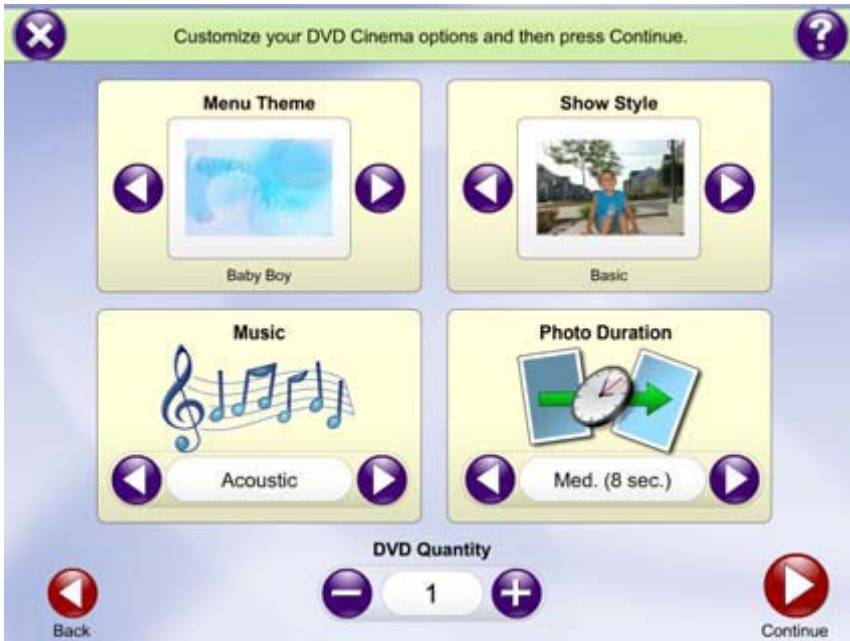 Customize your DVD Cinema options and then press Continue.
Menu Theme
Baby Boy
Show Style
Basic
Music
Acoustic
Photo Duration
Med. (8 sec.)
DVD Quantity
1
Back
Continue